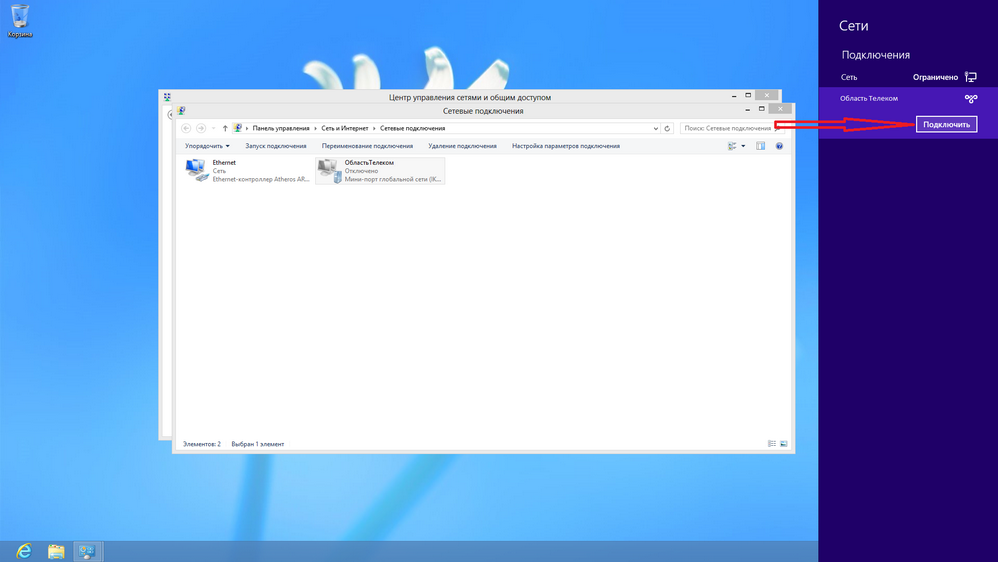 Корзина
Центр управления сетями и общим доступом
Сетевые подключения
Панель управления
Сеть и Интернет
Сетевые подключения
Поиск: Сетевые подключения
Упорядочить
Запуск подключения
Переименование подключения
Удаление подключения
Настройка параметров подключения
Ethernet
Сеть
Ethernet-контроллер Atheros AR...
ОбластьТелеком
Отключено
Мини-порт глобальной сети (IK...
Элементов: 2
Выбран 1 элемент
Сети
Подключения
Сеть
Ограничено
Область Телеком
Подключить